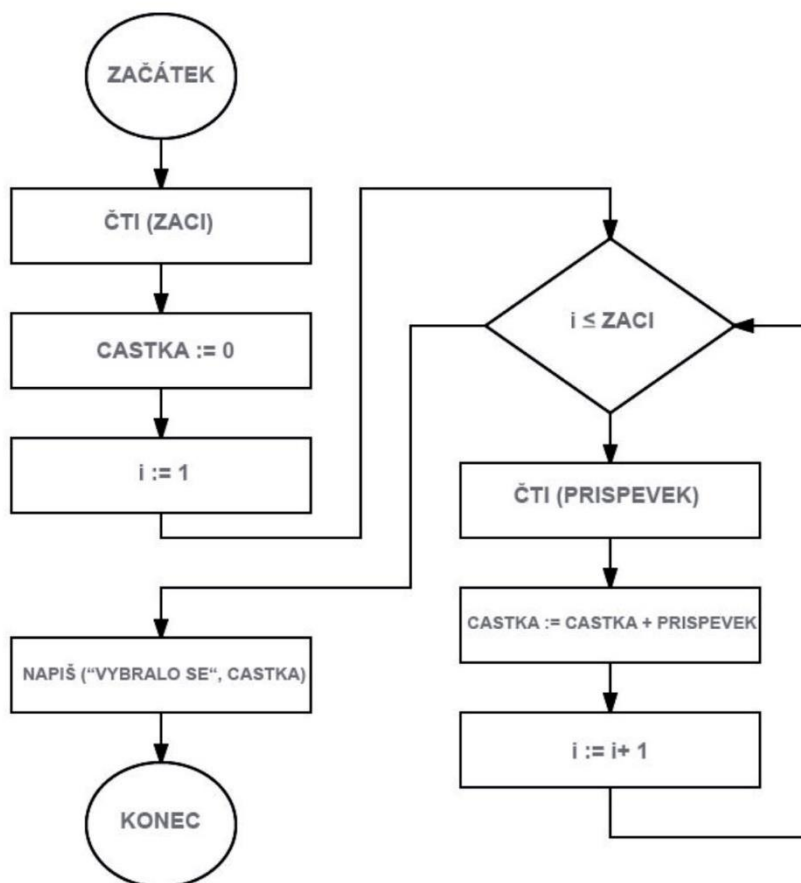 ZAČÁTEK
ČTI (ZACI)
CASTKA := 0
i := 1
i ≤ ZACI
ČTI (PRISPEVEK)
CASTKA := CASTKA + PRISPEVEK
i := i+ 1
NAPIŠ (“VYBRALO SE“, CASTKA)
KONEC